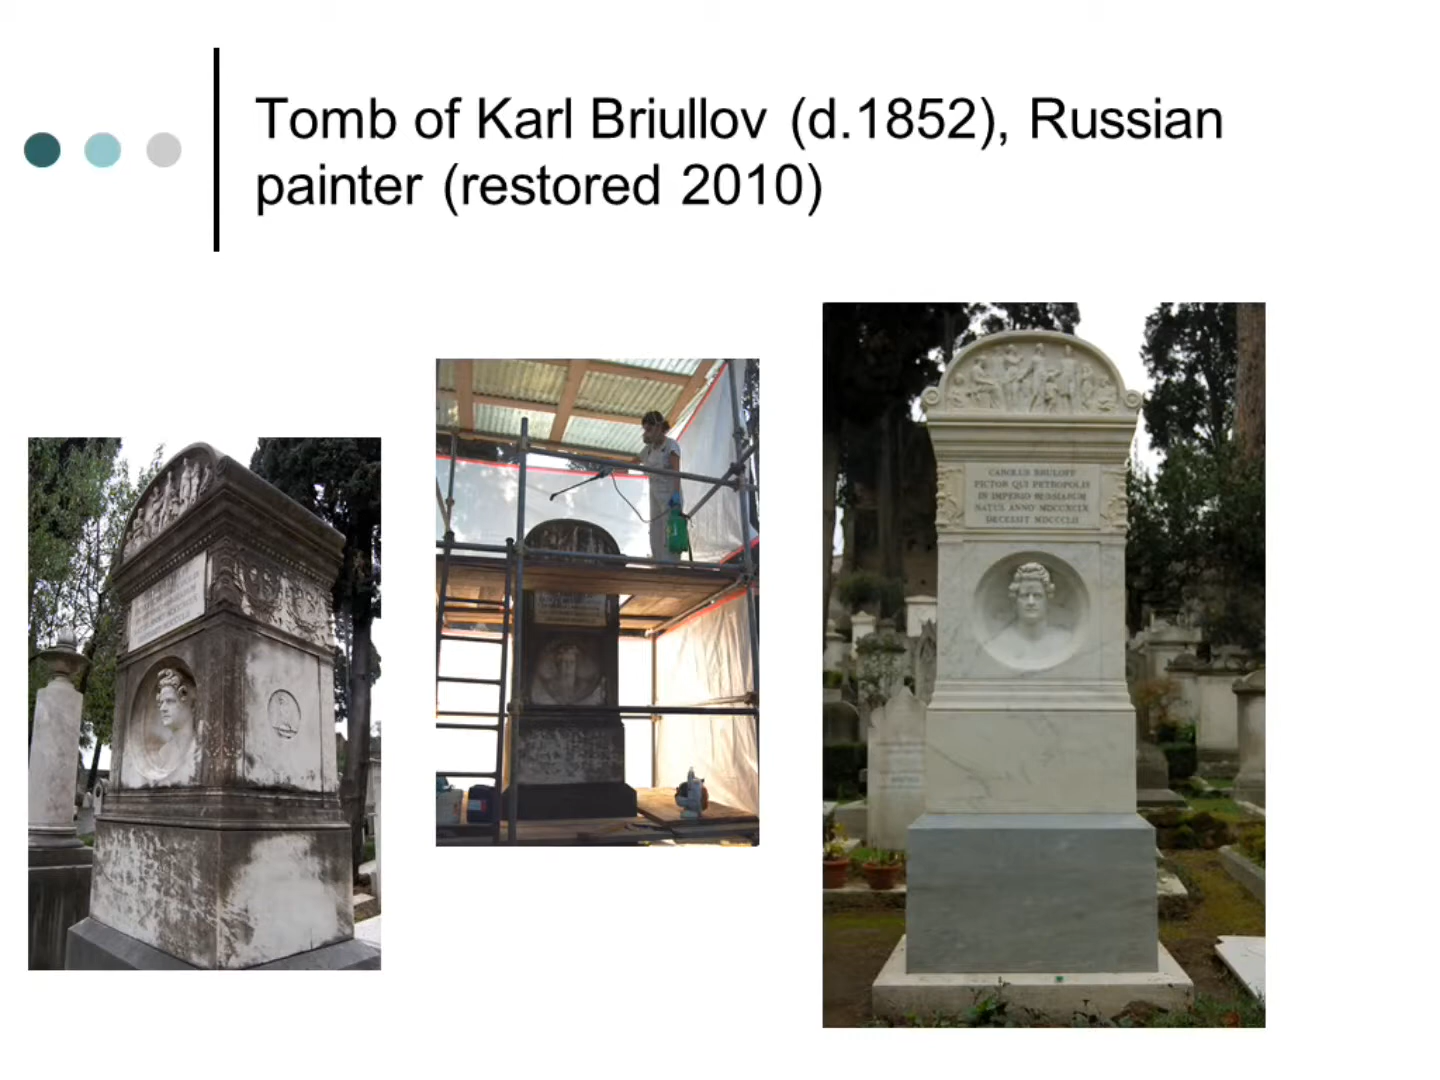 Tomb of Karl Briullov (d.1852), Russian
painter (restored 2010)
CAROLUS BRULOFF
PICTOR QUI PETROPOLIS
IN IMPERIO RUSSIARUM
NATUS ANNO MDCCXCIX
DECESSIT MDCCCLII